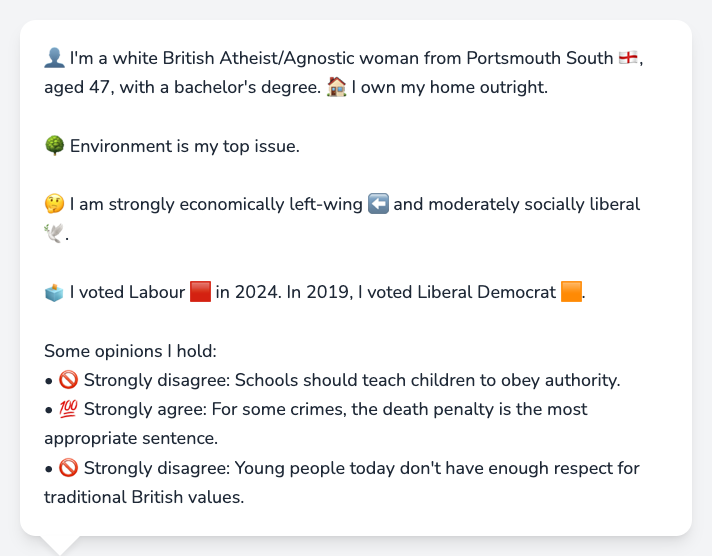 👤 I'm a white British Atheist/Agnostic woman from Portsmouth South 🏴󠁧󠁢󠁥󠁮󠁧󠁿,
aged 47, with a bachelor's degree. 🏠 I own my home outright.
🌳 Environment is my top issue.
🤔 I am strongly economically left-wing ⬅️ and moderately socially liberal
🕊️.
🗳️ I voted Labour 🟥 in 2024. In 2019, I voted Liberal Democrat 🟧.
Some opinions I hold:
• 🚫 Strongly disagree: Schools should teach children to obey authority.
• 💯 Strongly agree: For some crimes, the death penalty is the most
appropriate sentence.
• 🚫 Strongly disagree: Young people today don't have enough respect for
traditional British values.